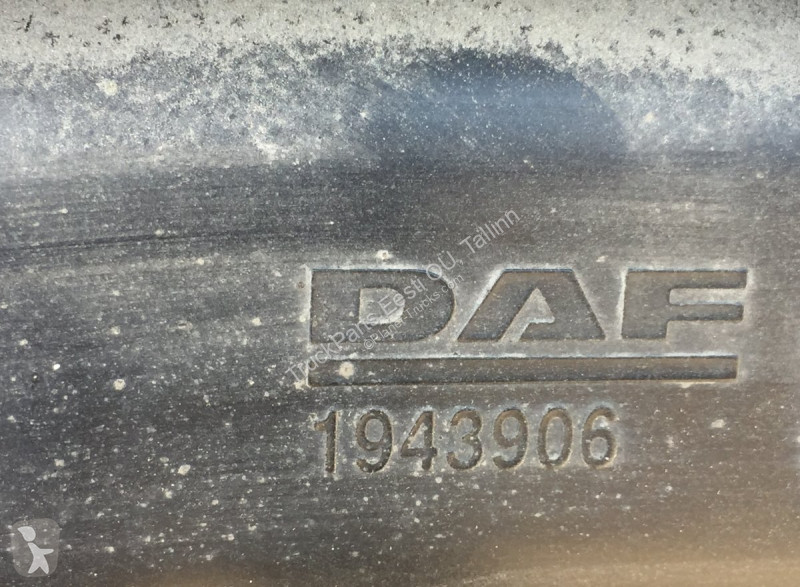 DAF
1943906
TruckParts Eesti OÜ, Tallinn